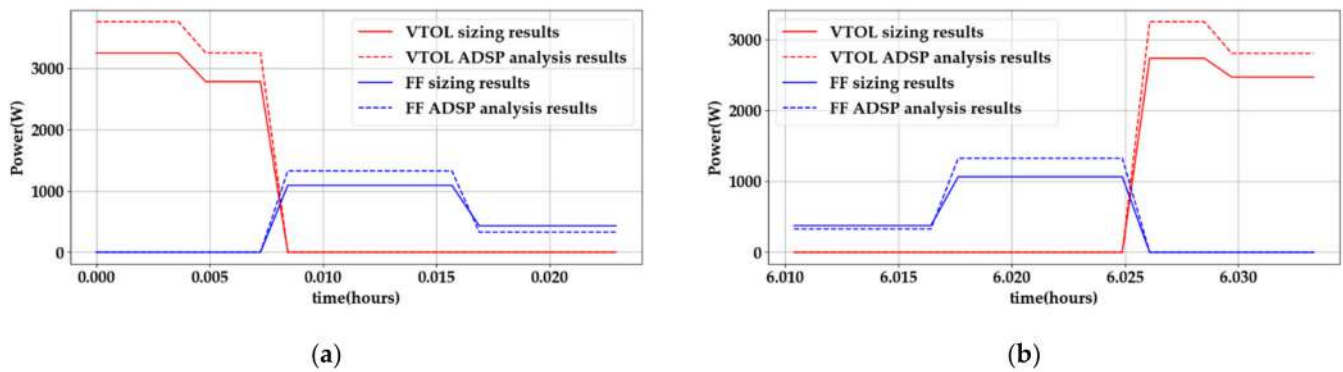 VTOL sizing results
VTOL ADSP analysis results
FF sizing results
FF ADSP analysis results
Power(W)
3000
2000
1000
0
0.000
0.005
0.010
0.015
0.020
time(hours)
(a)
VTOL sizing results
VTOL ADSP analysis results
FF sizing results
FF ADSP analysis results
Power(W)
3000
2000
1000
0
6.010
6.015
6.020
6.025
6.030
time(hours)
(b)